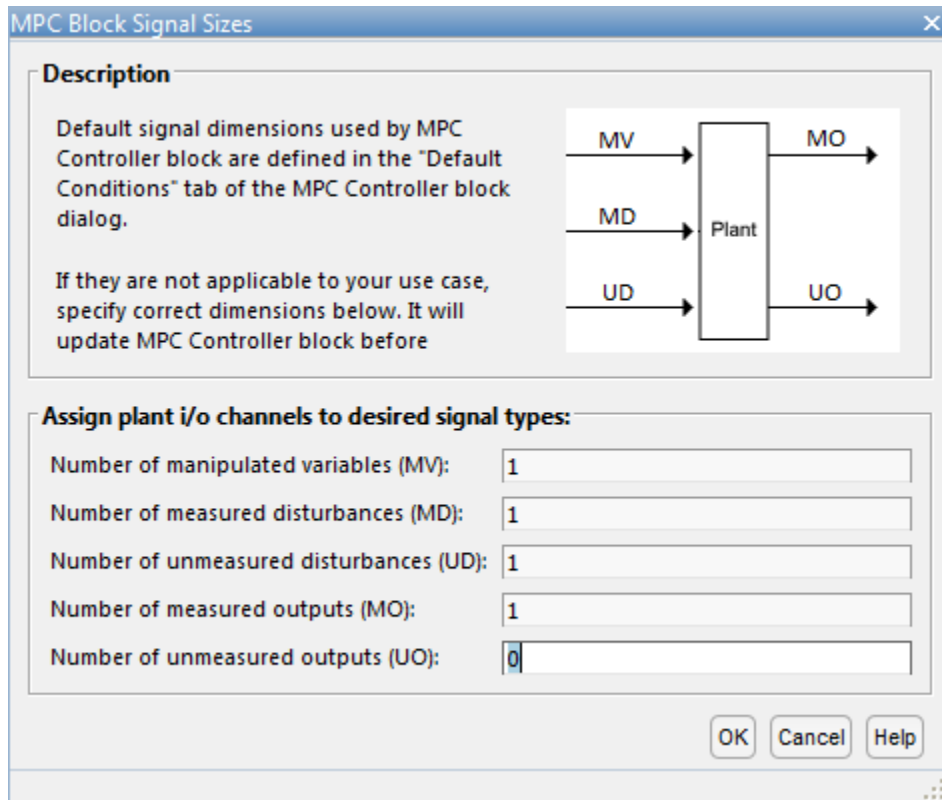 MPC Block Signal Sizes
Description
Default signal dimensions used by MPC
Controller block are defined in the "Default
Conditions" tab of the MPC Controller block
dialog.
If they are not applicable to your use case,
specify correct dimensions below. It will
update MPC Controller block before
MV
MO
MD
Plant
UD
UO
Assign plant i/o channels to desired signal types:
Number of manipulated variables (MV): 1
Number of measured disturbances (MD): 1
Number of unmeasured disturbances (UD): 1
Number of measured outputs (MO): 1
Number of unmeasured outputs (UO): 0
OK Cancel Help